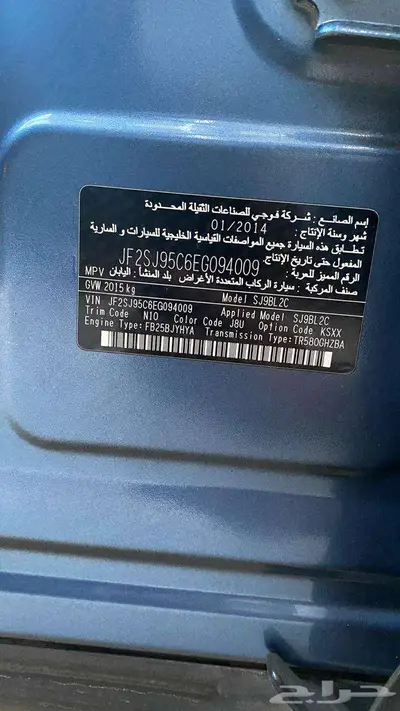 إسم الصانع : شركة فوجي للصناعات الثقيلة المحدودة
شهر وسنة الإنتاج : 01/2014
تطابق هذه السيارة جميع المواصفات القياسية الخليجية للسيارات و السارية
المفعول حتى تاريخ الإنتاج.
الرقم المميز للعربة : JF2SJ95C6EG094009
صنف المركبة : سيارة الركاب المتعددة الأغراض بلد المنشأ: اليابان MPV
GVW 2015 kg Model SJ9BL2C
VIN JF2SJ95C6EG094009 Applied Model SJ9BL2C
Trim Code N10 Color Code J8U Option Code KSXX
Engine Type: FB25BJYHYA Transmission Type:TR580GHZBA
حراج